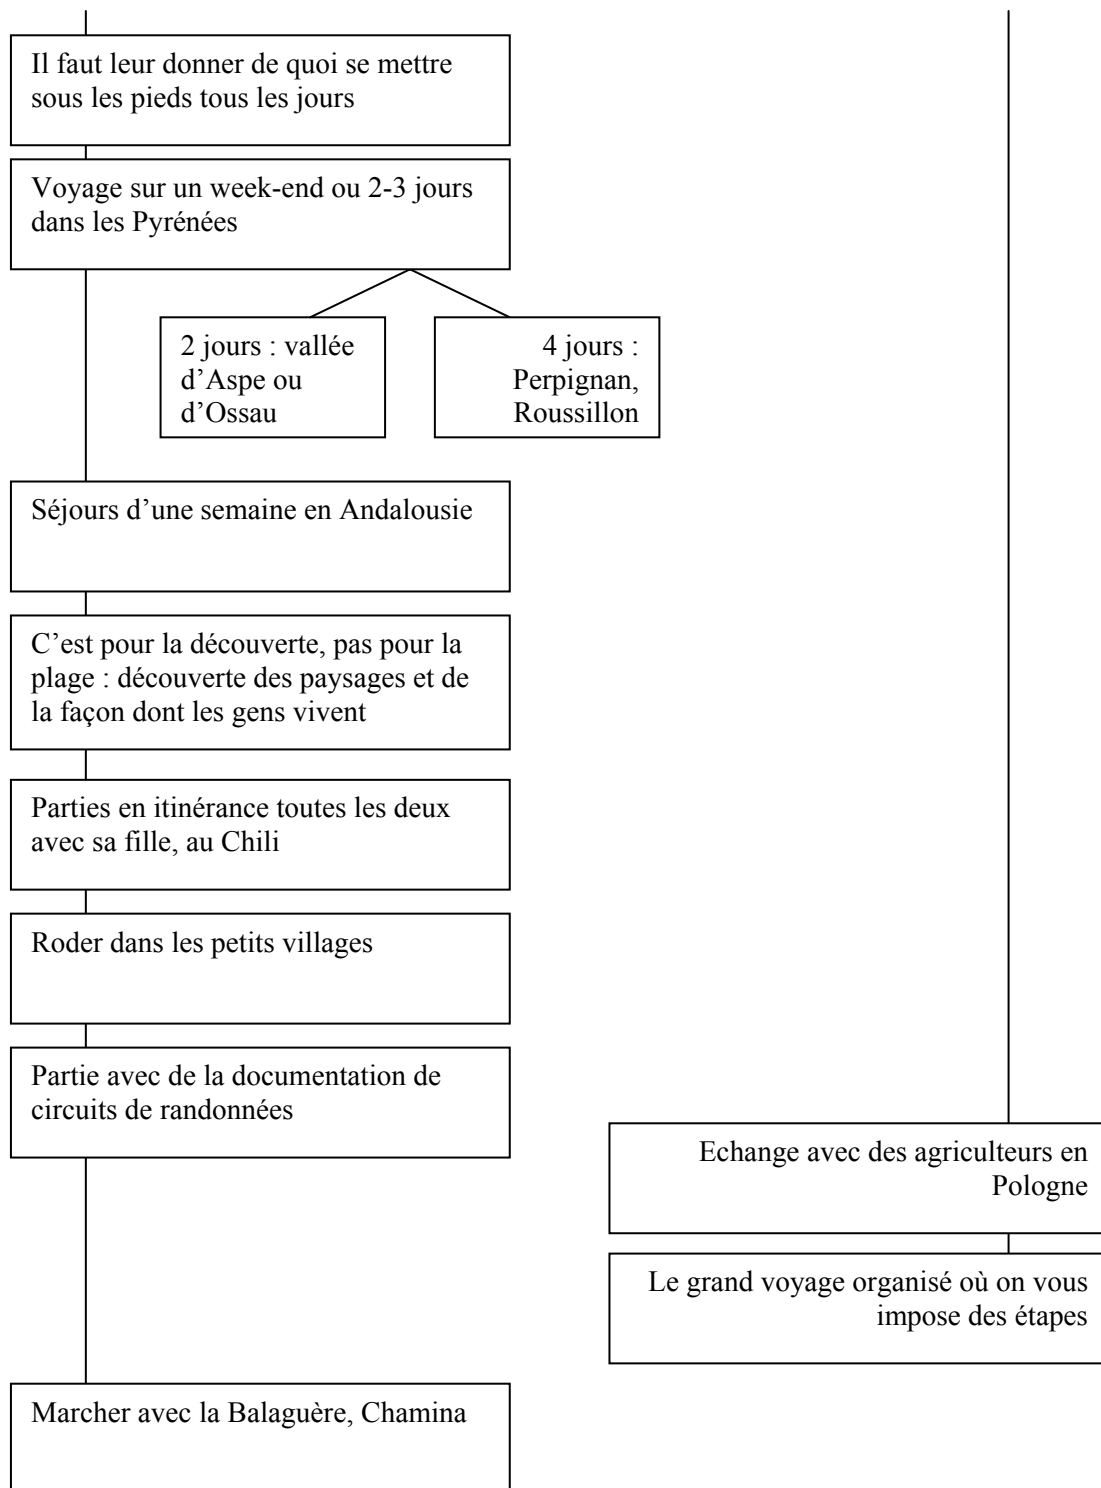 Il faut leur donner de quoi se mettre
sous les pieds tous les jours
Voyage sur un week-end ou 2-3 jours
dans les Pyrénées
2 jours : vallée
d’Aspe ou
d’Ossau
4 jours :
Perpignan,
Roussillon
Séjours d’une semaine en Andalousie
C’est pour la découverte, pas pour la
plage : découverte des paysages et de
la façon dont les gens vivent
Parties en itinérance toutes les deux
avec sa fille, au Chili
Roder dans les petits villages
Partie avec de la documentation de
circuits de randonnées
Echange avec des agriculteurs en
Pologne
Le grand voyage organisé où on vous
impose des étapes
Marcher avec la Balaguère, Chamina